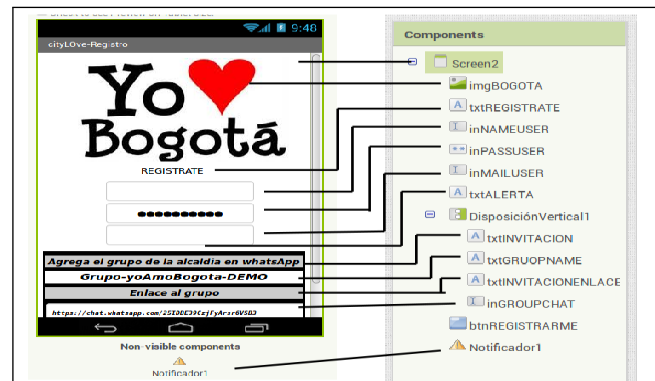 9:48
cityLOve-Registro
Yo
Bogotá
REGISTRATE
Agrega el grupo de la alcaldia en whatsApp
Grupo-yoAmoBogota-DEMO
Enlace al grupo
Non-visible components
Notificador1
Components
Screen2
imgBOGOTA
txtREGISTRATE
inNAMEUSER
inPASSUSER
inMAILUSER
txtALERTA
DisposiciónVertical1
txtINVITACION
txtGRUOPNAME
txtINVITACIONENLACE
inGROUPCHAT
btnREGISTRARME
Notificador1